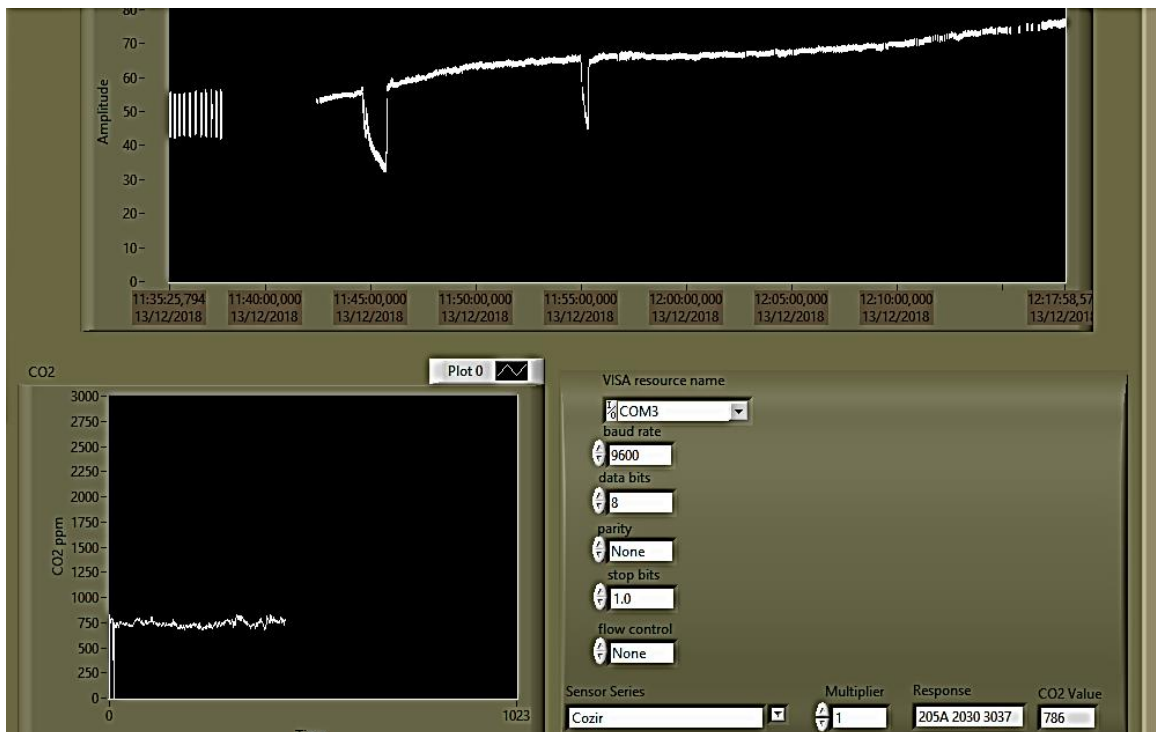 80
70
60
50
40
30
20
10
0
Amplitude
11:35:25,794 11:40:00,000 11:45:00,000 11:50:00,000 11:55:00,000 12:00:00,000 12:05:00,000 12:10:00,000 12:17:58,57
13/12/2018 13/12/2018 13/12/2018 13/12/2018 13/12/2018 13/12/2018 13/12/2018 13/12/2018 13/12/201
CO2
Plot 0
3000
2750
2500
2250
2000
1750
1500
1250
1000
750
500
250
0
CO2 ppm
0 1023
VISA resource name
COM3
baud rate
9600
data bits
8
parity
None
stop bits
1.0
flow control
None
Sensor Series Multiplier Response CO2 Value
Cozir 1 205A 2030 3037 786